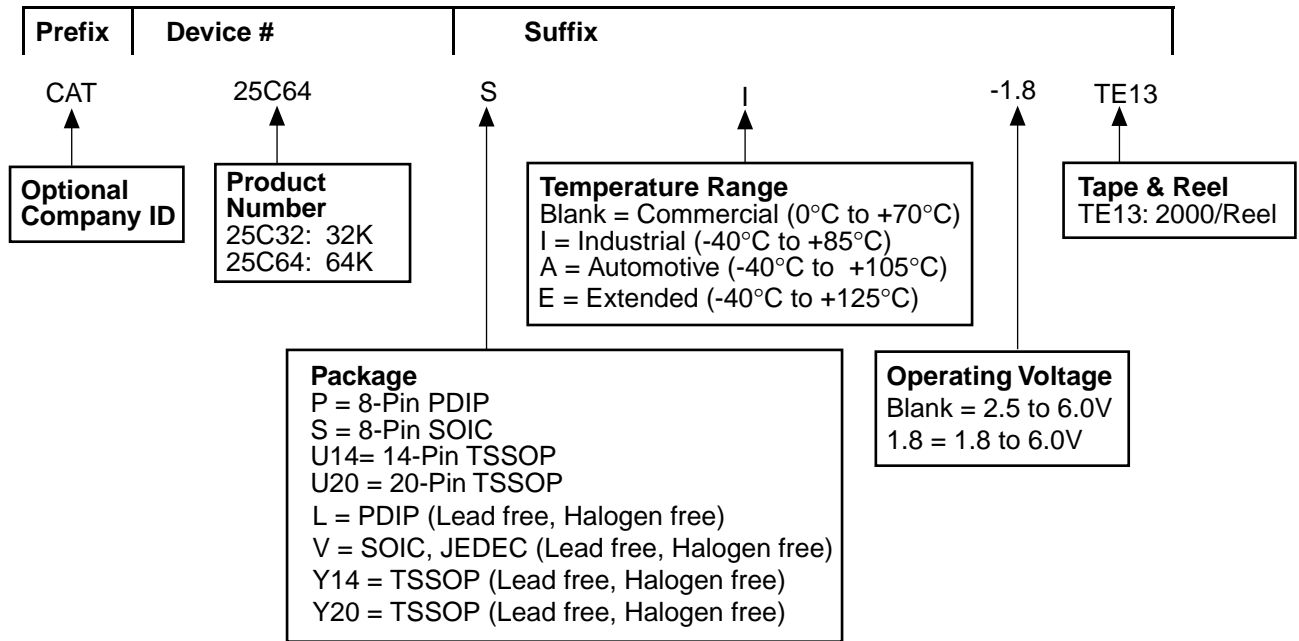 Prefix Device # Suffix
CAT 25C64 S I -1.8 TE13
Optional
Company ID
Product
Number
25C32: 32K
25C64: 64K
Temperature Range
Blank = Commercial (0°C to +70°C)
I = Industrial (-40°C to +85°C)
A = Automotive (-40°C to +105°C)
E = Extended (-40°C to +125°C)
Tape & Reel
TE13: 2000/Reel
Package
P = 8-Pin PDIP
S = 8-Pin SOIC
U14= 14-Pin TSSOP
U20 = 20-Pin TSSOP
L = PDIP (Lead free, Halogen free)
V = SOIC, JEDEC (Lead free, Halogen free)
Y14 = TSSOP (Lead free, Halogen free)
Y20 = TSSOP (Lead free, Halogen free)
Operating Voltage
Blank = 2.5 to 6.0V
1.8 = 1.8 to 6.0V